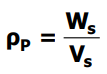 ρP = Ws / Vs